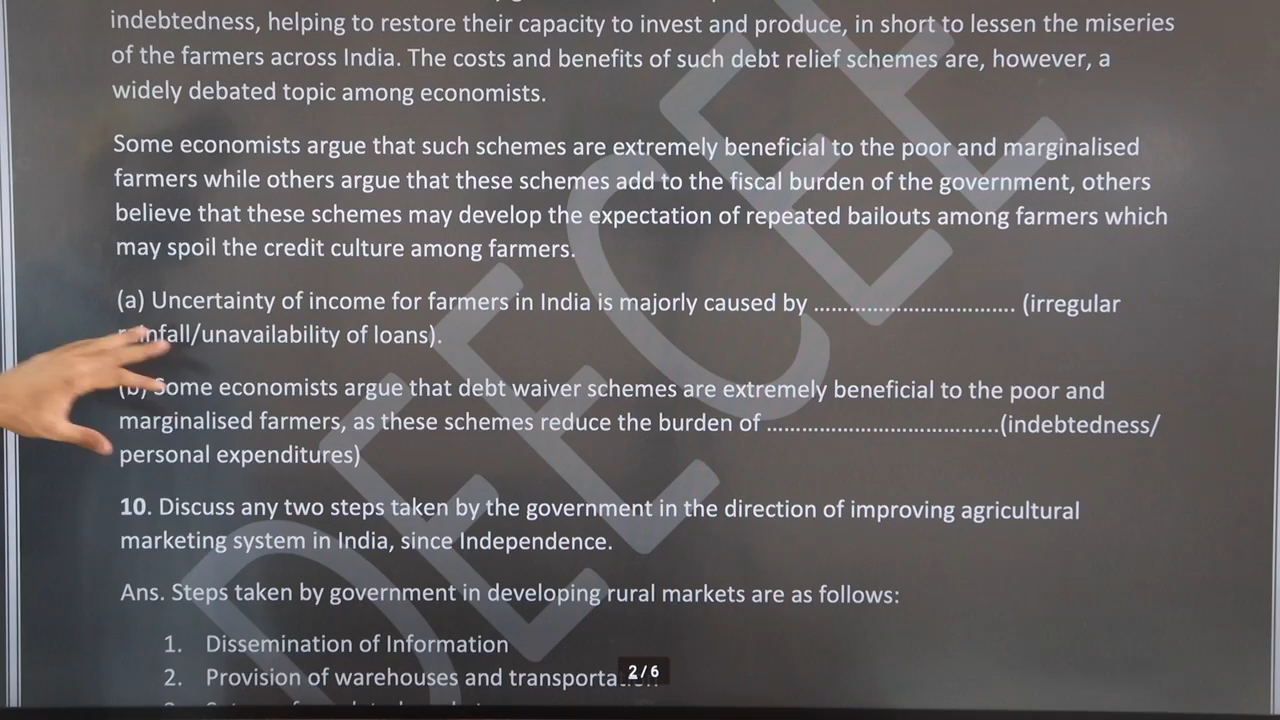 indebtedness, helping to restore their capacity to invest and produce, in short to lessen the miseries
of the farmers across India. The costs and benefits of such debt relief schemes are, however, a
widely debated topic among economists.
Some economists argue that such schemes are extremely beneficial to the poor and marginalised
farmers while others argue that these schemes add to the fiscal burden of the government, others
believe that these schemes may develop the expectation of repeated bailouts among farmers which
may spoil the credit culture among farmers.
(a) Uncertainty of income for farmers in India is majorly caused by .................................. (irregular
rainfall/unavailability of loans).
(b) Some economists argue that debt waiver schemes are extremely beneficial to the poor and
marginalised farmers, as these schemes reduce the burden of .......................................(indebtedness/
personal expenditures)
10. Discuss any two steps taken by the government in the direction of improving agricultural
marketing system in India, since Independence.
Ans. Steps taken by government in developing rural markets are as follows:
1. Dissemination of Information
2. Provision of warehouses and
2/6